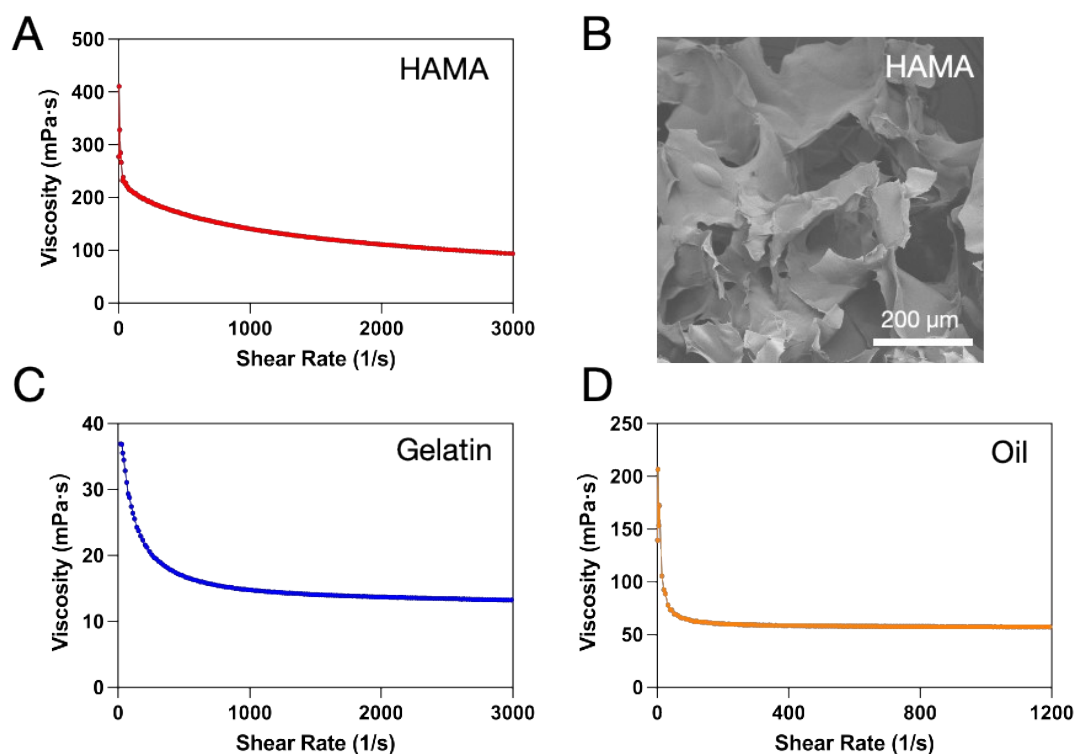 A
HAMA
500
400
300
200
100
0
Viscosity (mPa·s)
0 1000 2000 3000
Shear Rate (1/s)
B
HAMA
200 µm
C
Gelatin
40
30
20
10
0
Viscosity (mPa·s)
0 1000 2000 3000
Shear Rate (1/s)
D
Oil
250
200
150
100
50
0
Viscosity (mPa·s)
0 400 800 1200
Shear Rate (1/s)